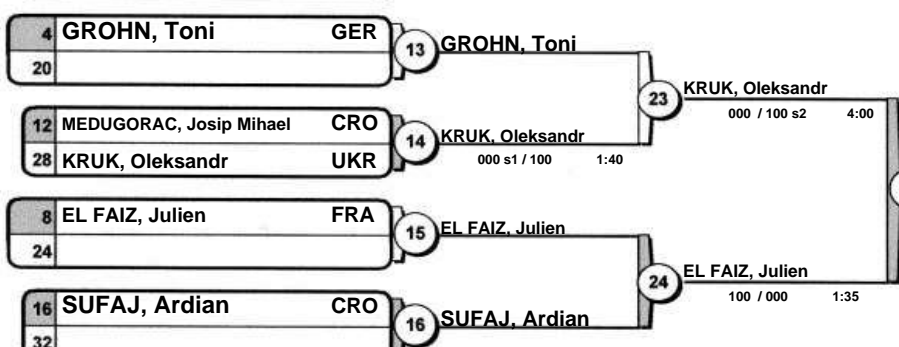 4 GROHN, Toni GER
20
13 GROHN, Toni
23 KRUK, Oleksandr
000 / 100 s2 4:00
12 MEDUGORAC, Josip Mihael CRO
28 KRUK, Oleksandr UKR
14 KRUK, Oleksandr
000 s1 / 100 1:40
8 EL FAIZ, Julien FRA
24
15 EL FAIZ, Julien
24 EL FAIZ, Julien
100 / 000 1:35
16 SUFAJ, Ardian CRO
32
16 SUFAJ, Ardian